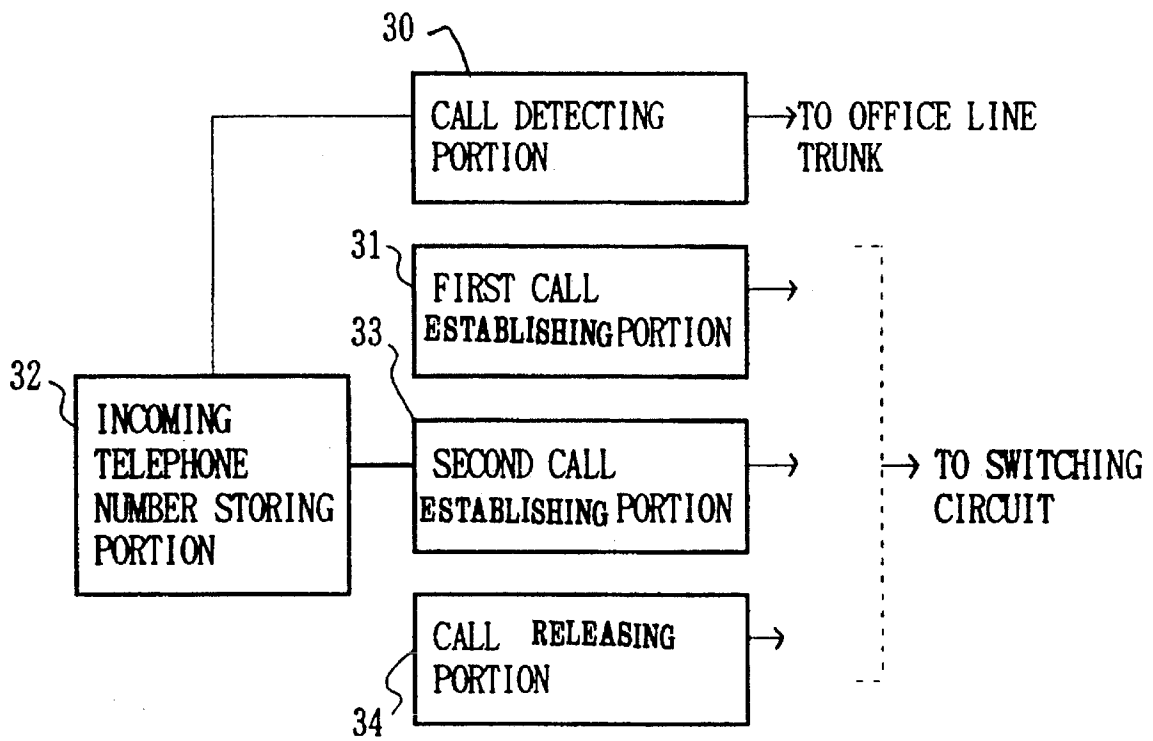 30
CALL DETECTING
PORTION
TO OFFICE LINE
TRUNK
31
FIRST CALL
ESTABLISHING PORTION
32
INCOMING
TELEPHONE
NUMBER STORING
PORTION
33
SECOND CALL
ESTABLISHING PORTION
TO SWITCHING
CIRCUIT
CALL RELEASING
PORTION
34